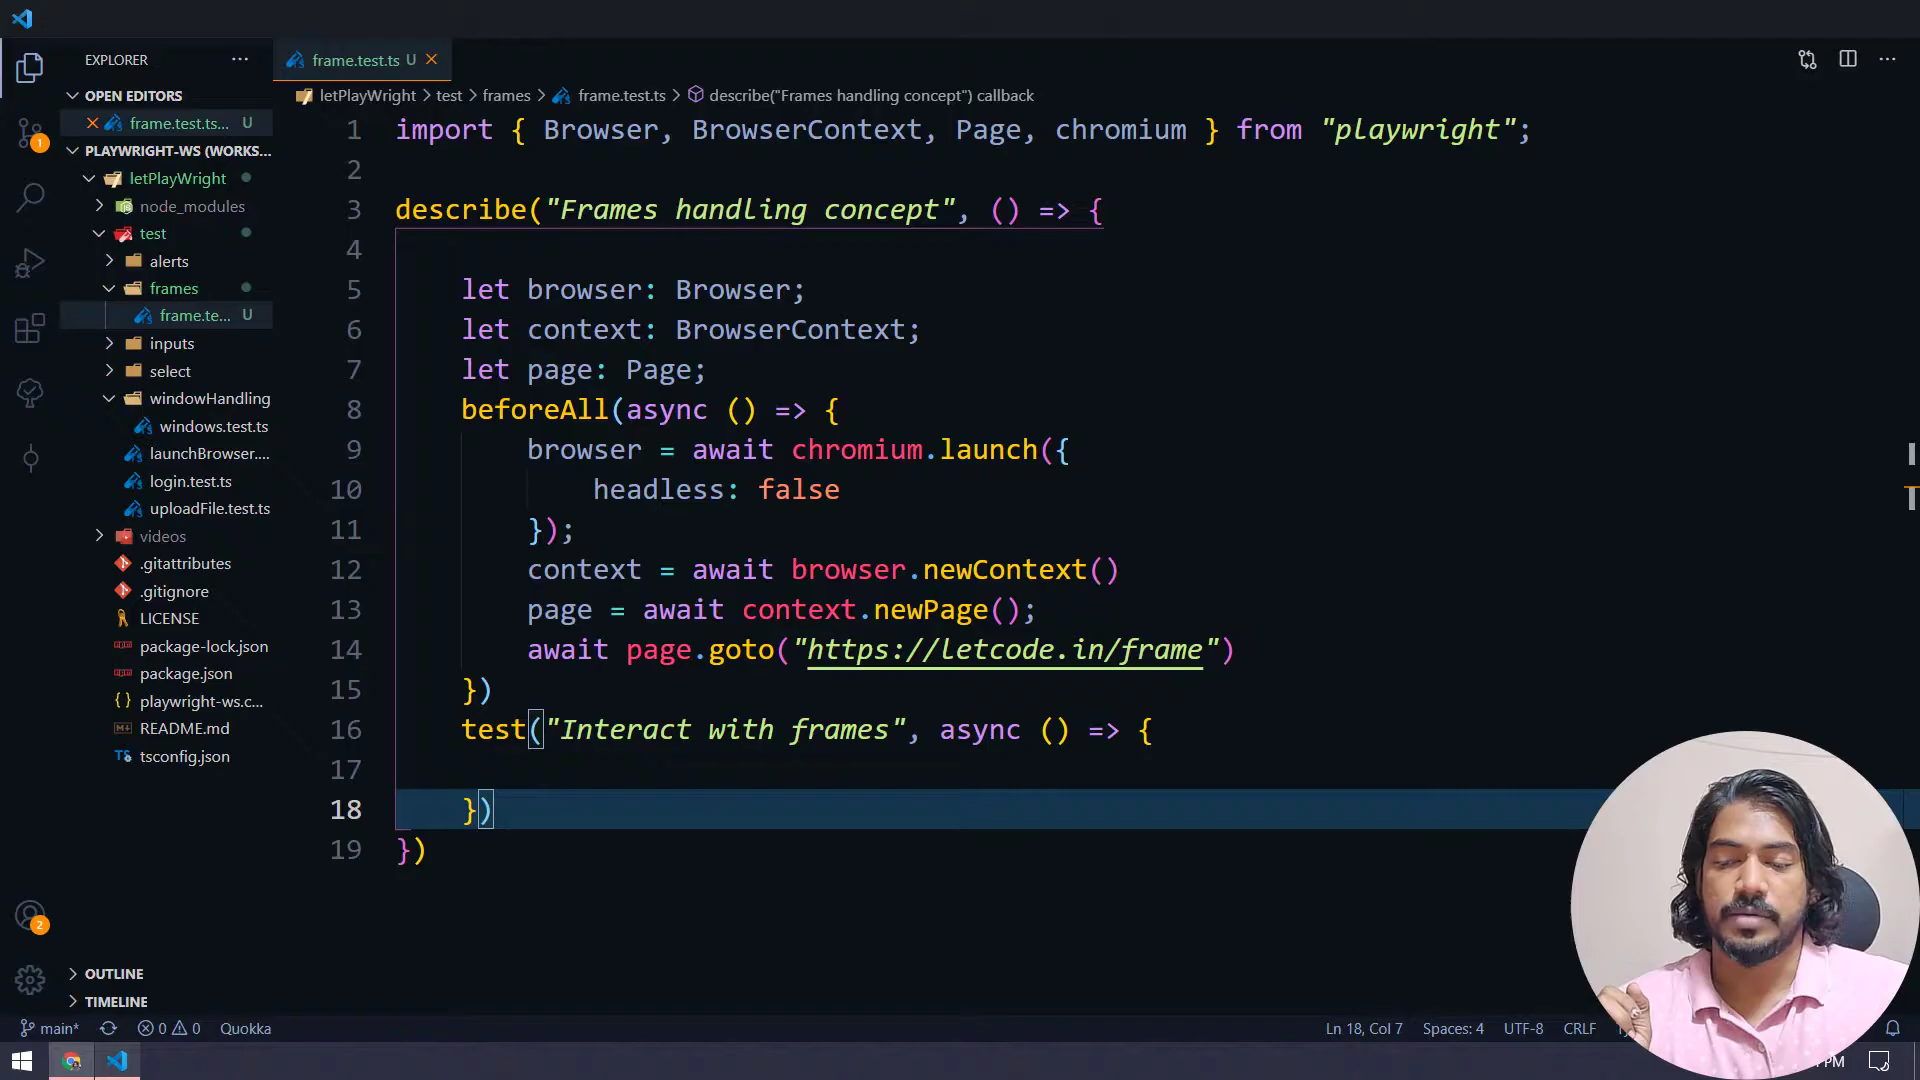 EXPLORER
OPEN EDITORS
frame.test.ts... U
PLAYWRIGHT-WS (WORKS...
letPlayWright
node_modules
test
alerts
frames
frame.te... U
inputs
select
windowHandling
windows.test.ts
launchBrowser....
login.test.ts
uploadFile.test.ts
videos
.gitattributes
.gitignore
LICENSE
package-lock.json
package.json
playwright-ws.c...
README.md
tsconfig.json
OUTLINE
TIMELINE
1
2
frame.test.ts U
letPlayWright > test > frames > frame.test.ts > describe("Frames handling concept") callback
1 import { Browser, BrowserContext, Page, chromium } from "playwright";
2
3 describe("Frames handling concept", () => {
4
5 let browser: Browser;
6 let context: BrowserContext;
7 let page: Page;
8 beforeAll(async () => {
9 browser = await chromium.launch({
10 headless: false
11 });
12 context = await browser.newContext()
13 page = await context.newPage();
14 await page.goto("https://letcode.in/frame")
15 })
16 test("Interact with frames", async () => {
17
18 })
19 })
main* 0 0 Quokka
Ln 18, Col 7 Spaces: 4 UTF-8 CRLF
PM